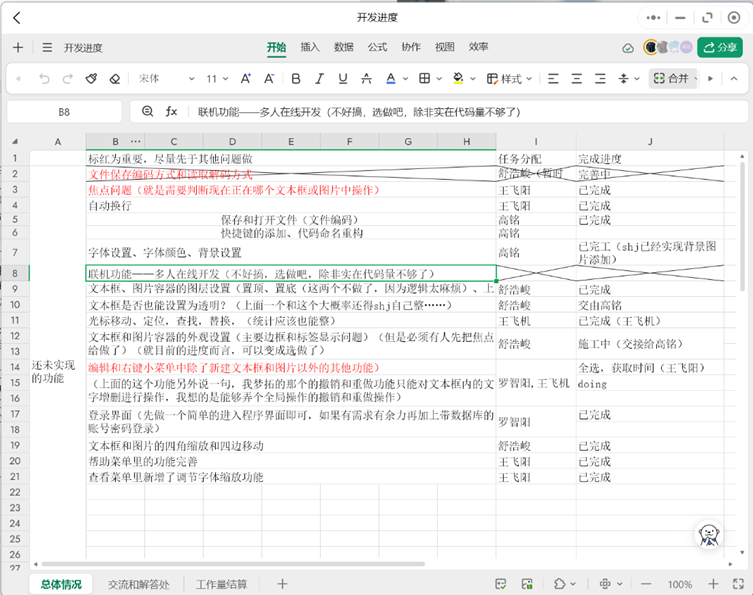 开发进度
开发进度
开始 插入 数据 公式 协作 视图 效率
分享
宋体 11 A A B I U A A 样式 合并
B8 fx 联机功能——多人在线开发（不好搞，选做吧，除非实在代码量不够了）
A B C D E F G H I J
1 标红为重要，尽量先于其他问题做 任务分配 完成进度
2 文件保存编码方式和读取解码方式 舒浩峻（暂时 完善中
3 焦点问题（就是需要判断现在正在哪个文本框或图片中操作） 王飞阳 已完成
4 自动换行 王飞阳 已完成
5 保存和打开文件（文件编码） 高铭 已完成
6 快捷键的添加、代码命名重构 高铭
7 字体设置、字体颜色、背景设置 高铭 已完工（shj已经实现背景图
片添加）
8 联机功能——多人在线开发（不好搞，选做吧，除非实在代码量不够了）
9 文本框、图片容器的图层设置（置顶、置底（这两个不做了，因为逻辑太麻烦）、上 舒浩峻 已完成
10 文本框是否也能设置为透明？（上面一个和这个大概率还得shj自己整……） 舒浩峻 交由高铭
11 光标移动、定位，查找，替换，（统计应该也能整） 王飞机 已完成（王飞机）
12 文本框和图片容器的外观设置（主要边框和标签显示问题）（但是必须有人先把焦点
13 给做了）（就目前的进度而言，可以变成选做了） 舒浩峻 施工中（交接给高铭）
14 编辑和右键小菜单中除了新建文本框和图片以外的其他功能） 全选，获取时间（王飞阳）
还未实现
的功能
15 （上面的这个功能另外说一句，我梦拓的那个的撤销和重做功能只能对文本框内的文 罗智阳,王飞机 doing
16 字增删进行操作，我想的是能够弄个全局操作的撤销和重做操作）
17 登录界面（先做一个简单的进入程序界面即可，如果有需求有余力再加上带数据库的 罗智阳 已完成
18 账号密码登录）
19 文本框和图片的四角缩放和四边移动 舒浩峻 已完成
20 帮助菜单里的功能完善 王飞阳 已完成
21 查看菜单里新增了调节字体缩放功能 王飞阳 已完成
22
23
24
25
26
27
总体情况 交流和解答处 工作量结算 100%